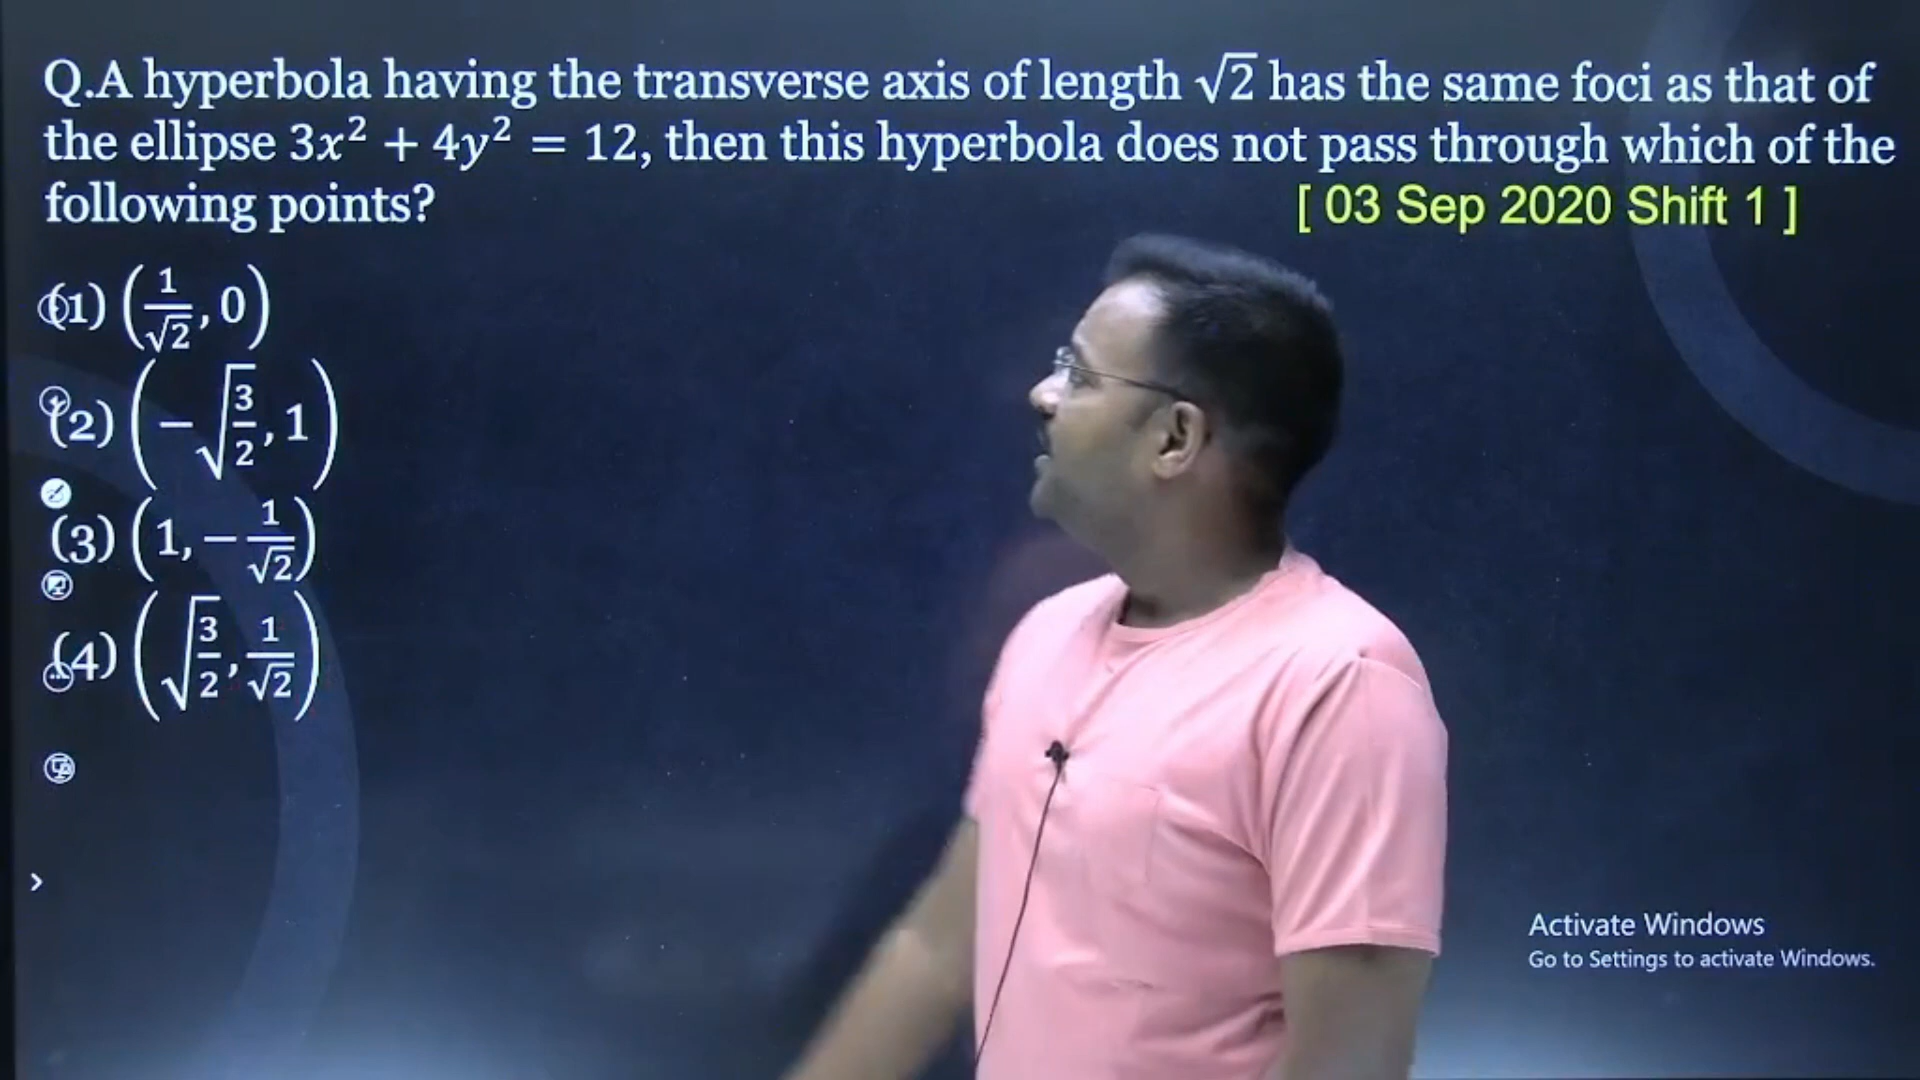 Q.A hyperbola having the transverse axis of length √2 has the same foci as that of
the ellipse 3x² + 4y² = 12, then this hyperbola does not pass through which of the
following points?
[ 03 Sep 2020 Shift 1 ]
(1) (1/√2, 0)
(2) (−√(3/2), 1)
(3) (1, −1/√2)
(4) (√(3/2), 1/√2)
Activate Windows
Go to Settings to activate Windows.